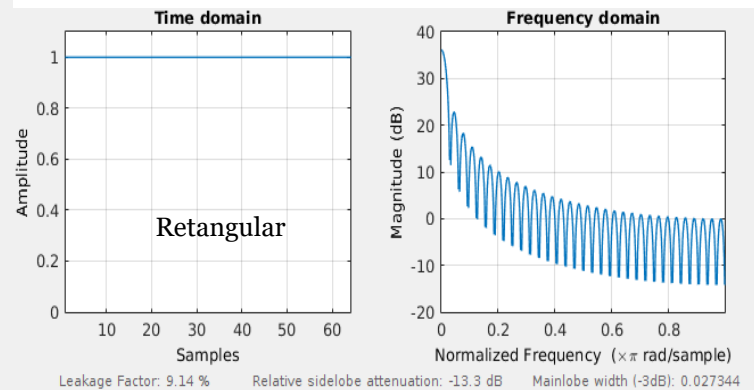 Time domain
Amplitude
1
0.8
0.6
0.4
0.2
0
Retangular
10 20 30 40 50 60
Samples
Frequency domain
Magnitude (dB)
40
30
20
10
0
-10
-20
0 0.2 0.4 0.6 0.8
Normalized Frequency (×π rad/sample)
Leakage Factor: 9.14 % Relative sidelobe attenuation: -13.3 dB Mainlobe width (-3dB): 0.027344